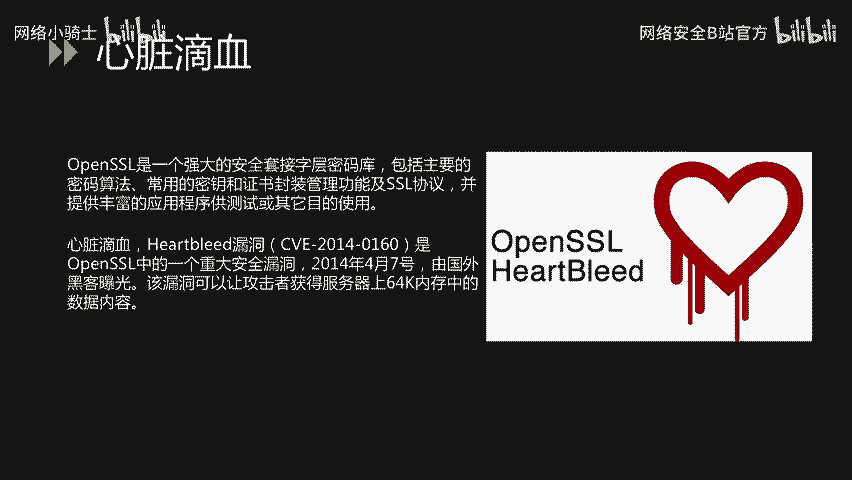 网络小骑士 bilibili
网络安全B站官方 bilibili
心脏滴血
OpenSSL是一个强大的安全套接字层密码库，包括主要的
密码算法、常用的密钥和证书封装管理功能及SSL协议，并
提供丰富的应用程序供测试或其它目的使用。
心脏滴血，Heartbleed漏洞（CVE-2014-0160）是
OpenSSL中的一个重大安全漏洞，2014年4月7号，由国外
黑客曝光。该漏洞可以让攻击者获得服务器上64K内存中的
数据内容。
OpenSSL
HeartBleed